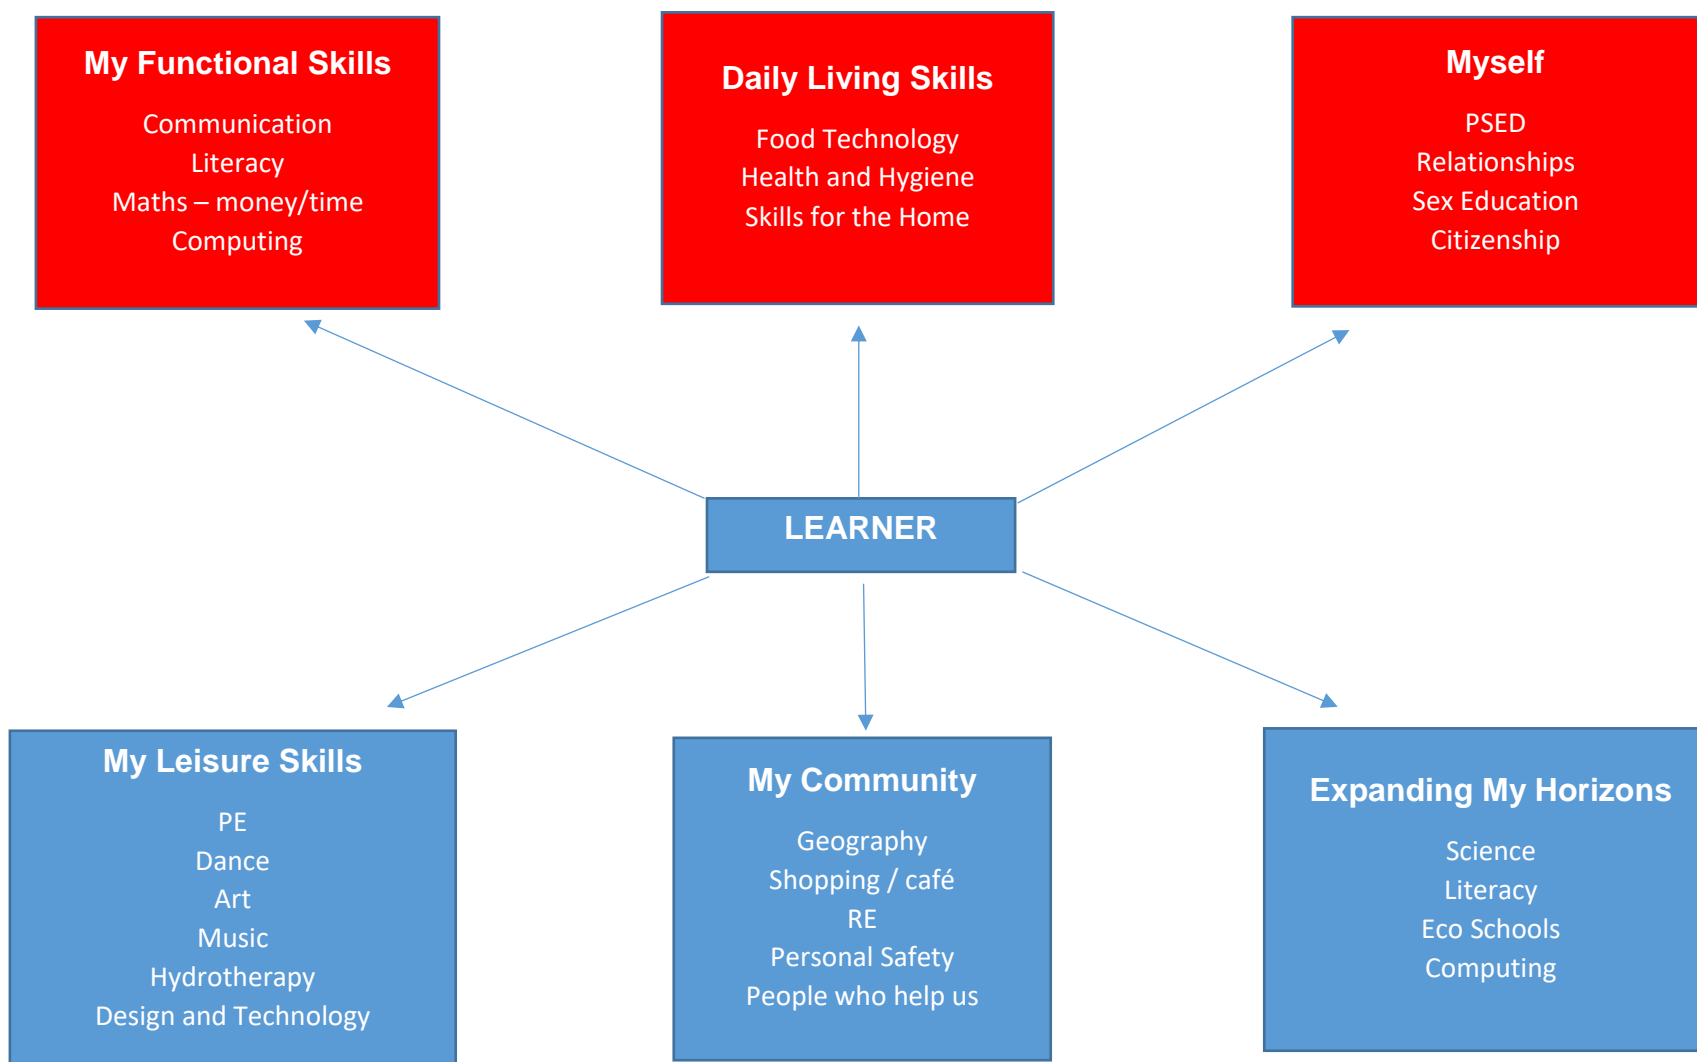 My Functional Skills
Communication
Literacy
Maths – money/time
Computing
Daily Living Skills
Food Technology
Health and Hygiene
Skills for the Home
Myself
PSED
Relationships
Sex Education
Citizenship
LEARNER
My Leisure Skills
PE
Dance
Art
Music
Hydrotherapy
Design and Technology
My Community
Geography
Shopping / café
RE
Personal Safety
People who help us
Expanding My Horizons
Science
Literacy
Eco Schools
Computing